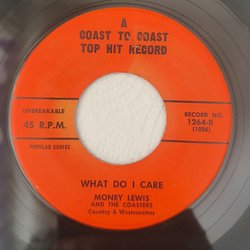 A
COAST TO COAST
TOP HIT RECORD
UNBREAKABLE
45 R.P.M.
POPULAR SERIES
RECORD NO.
1264-B
(102A)
WHAT DO I CARE
MONEY LEWIS
AND THE COASTERS
Country & Westernettes